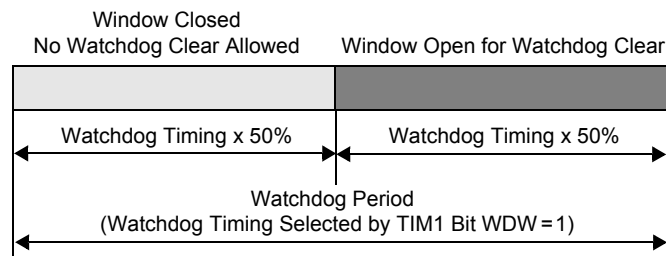 Window Closed
No Watchdog Clear Allowed
Window Open for Watchdog Clear
Watchdog Timing x 50%
Watchdog Timing x 50%
Watchdog Period
(Watchdog Timing Selected by TIM1 Bit WDW = 1)